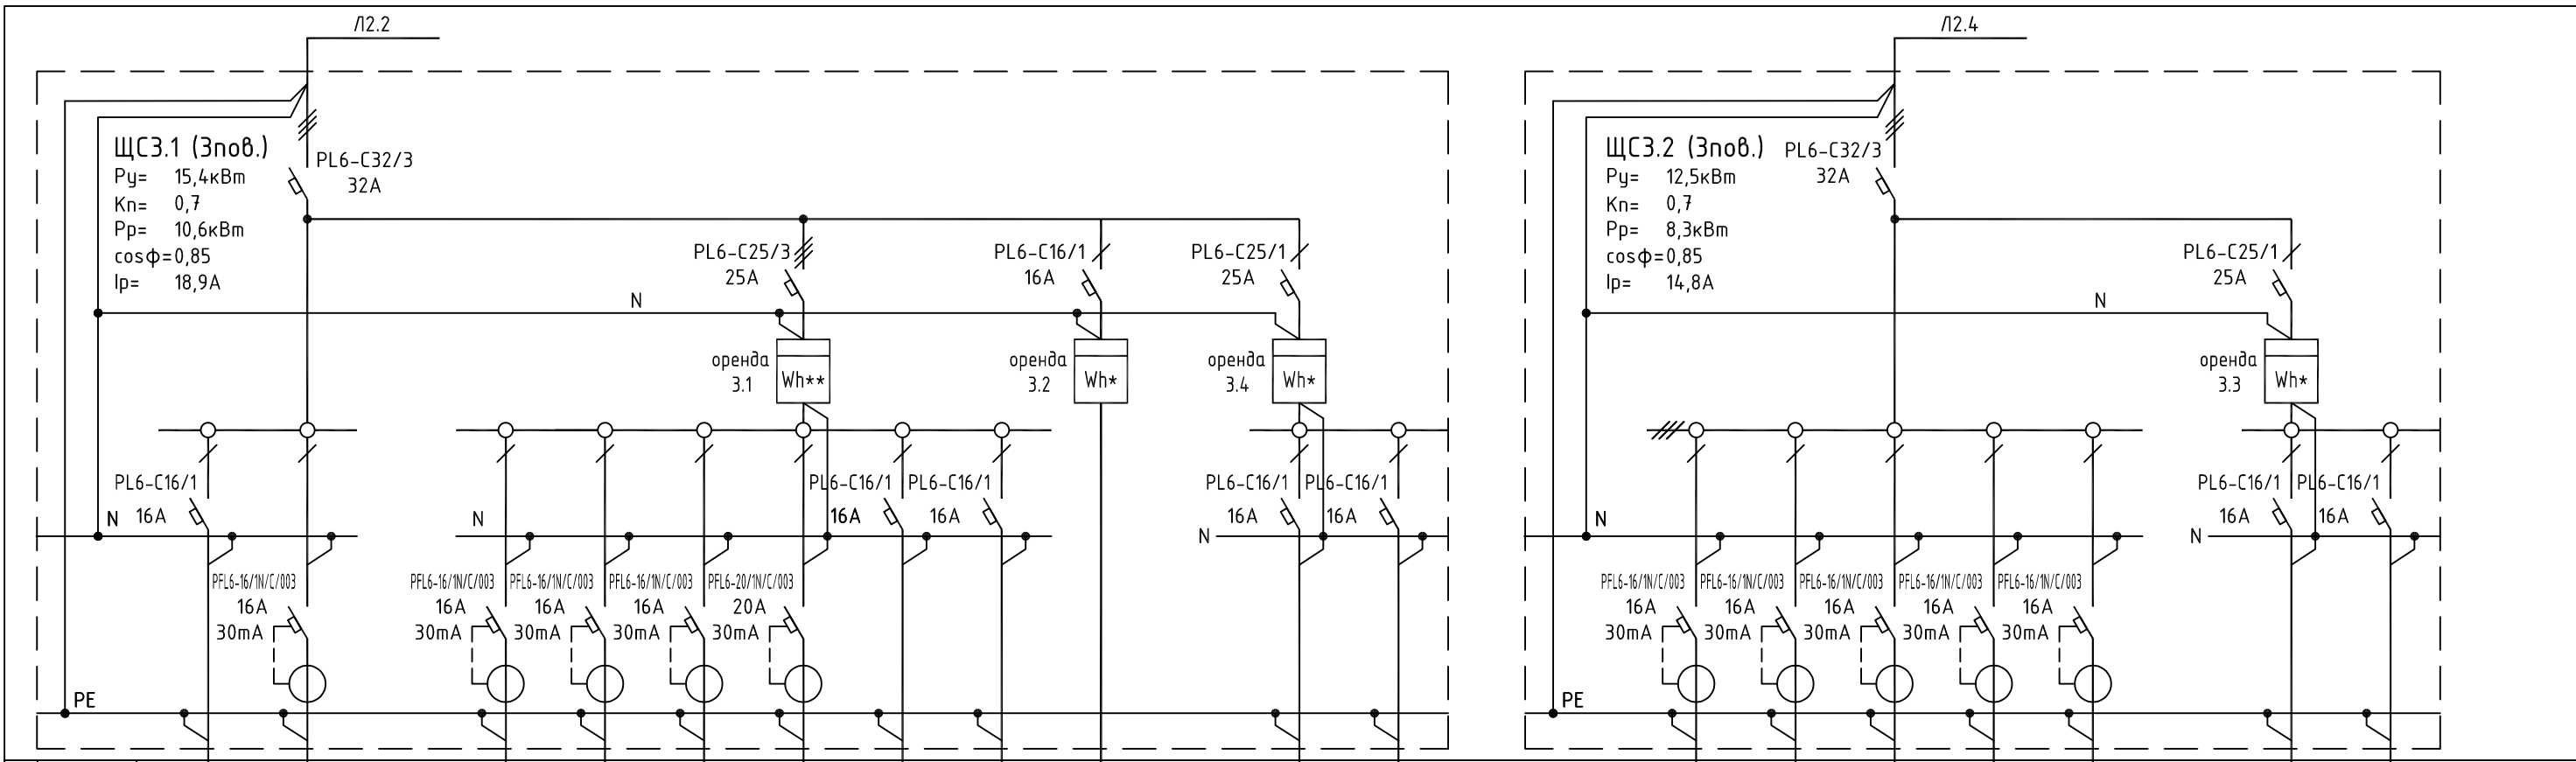 Л2.2
ЩС3.1 (3пов.)
Ру= 15,4кВт
Кп= 0,7
Рр= 10,6кВт
cosф=0,85
Iр= 18,9А
PL6-C32/3
32А
PL6-C25/3
25А
PL6-C16/1
16А
PL6-C25/1
25А
N
оренда
3.1
Wh**
оренда
3.2
Wh*
оренда
3.4
Wh*
PL6-C16/1
16А
N
N
PL6-C16/1
16А
PL6-C16/1
16А
PL6-C16/1
16А
PL6-C16/1
16А
N
PFL6-16/1N/C/003
16А
30mA
PFL6-16/1N/C/003
16А
30mA
PFL6-16/1N/C/003
16А
30mA
PFL6-16/1N/C/003
16А
30mA
PFL6-20/1N/C/003
20А
30mA
PE
Л2.4
ЩС3.2 (3пов.)
Ру= 12,5кВт
Кп= 0,7
Рр= 8,3кВт
cosф=0,85
Iр= 14,8А
PL6-C32/3
32А
PL6-C25/1
25А
N
оренда
3.3
Wh*
PL6-C16/1
16А
PL6-C16/1
16А
N
N
PFL6-16/1N/C/003
16А
30mA
PFL6-16/1N/C/003
16А
30mA
PFL6-16/1N/C/003
16А
30mA
PFL6-16/1N/C/003
16А
30mA
PFL6-16/1N/C/003
16А
30mA
PE